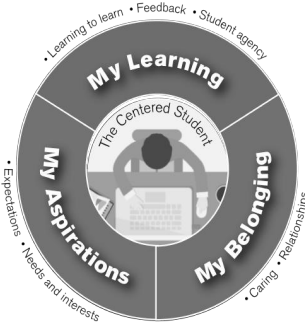 • Learning to learn • Feedback • Student agency
My Learning
The Centered Student
My Aspirations
My Belonging
• Expectations • Needs and interests
• Caring • Relationships